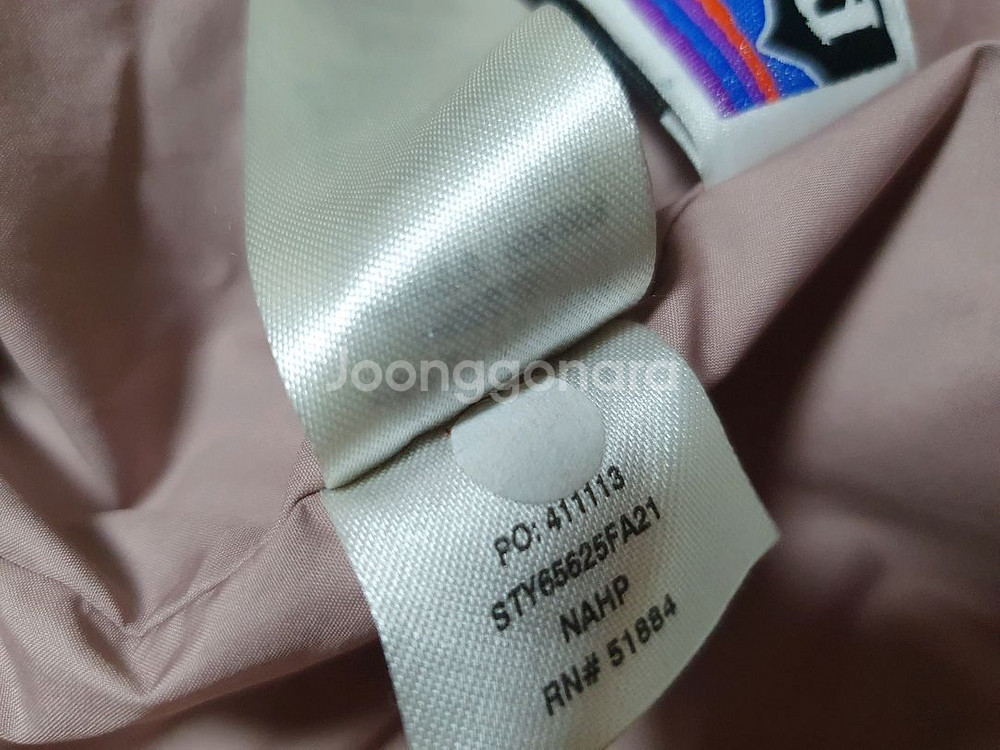 Joonggonara
PO: 411113
STY65625FA21
NAHP
RN# 51884